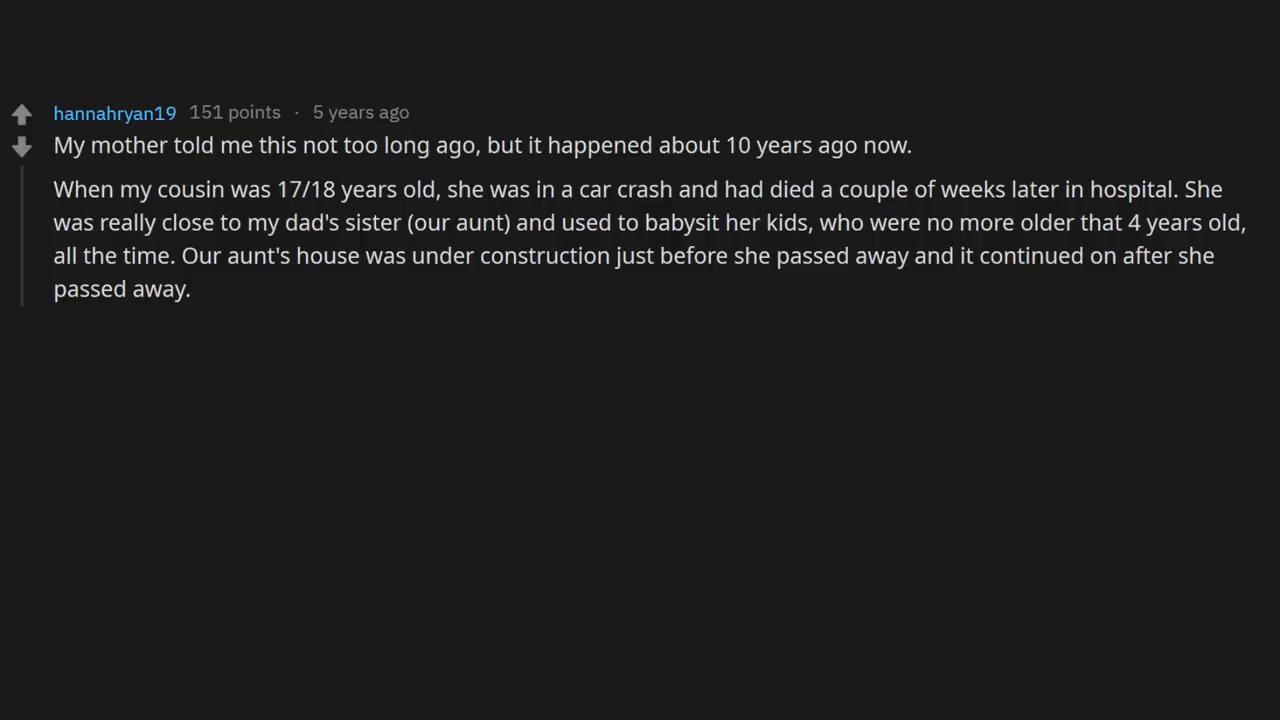 hannahryan19 151 points · 5 years ago
My mother told me this not too long ago, but it happened about 10 years ago now.
When my cousin was 17/18 years old, she was in a car crash and had died a couple of weeks later in hospital. She
was really close to my dad's sister (our aunt) and used to babysit her kids, who were no more older that 4 years old,
all the time. Our aunt's house was under construction just before she passed away and it continued on after she
passed away.